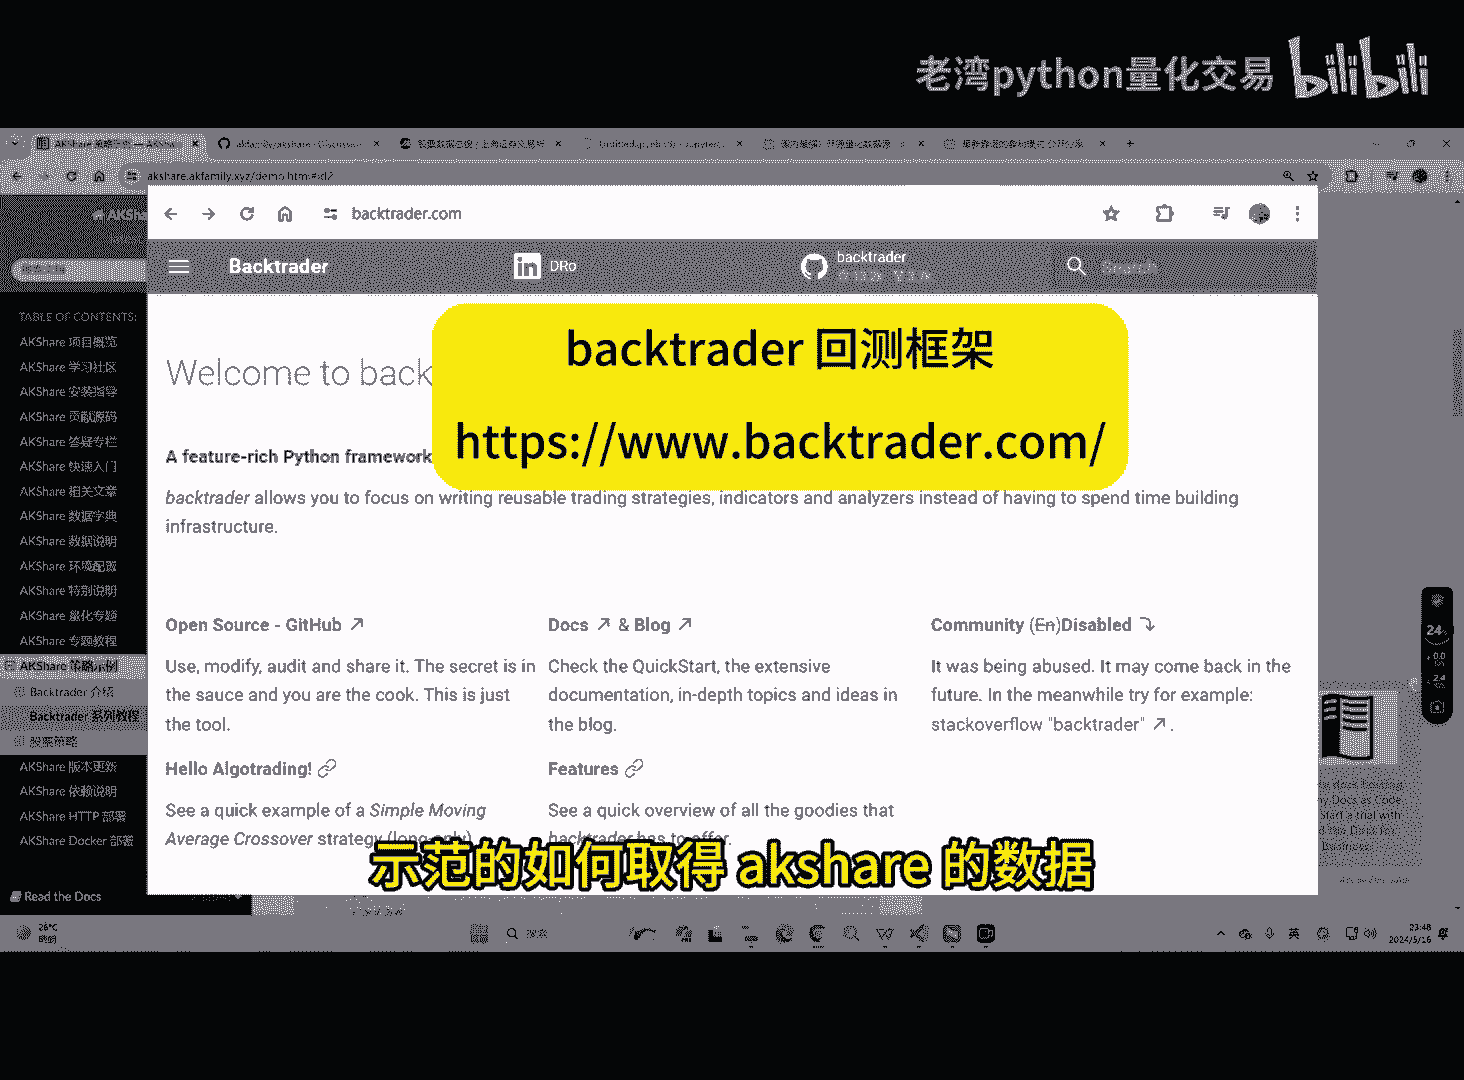 老湾python量化交易 bilibili
akshare.akfamily.xyz/demo.html#id2
backtrader.com
Backtrader
DRo
backtrader
Search
backtrader 回测框架
https://www.backtrader.com/
Welcome to back
A feature-rich Python framework
backtrader allows you to focus on writing reusable trading strategies, indicators and analyzers instead of having to spend time building
infrastructure.
Open Source - GitHub
Use, modify, audit and share it. The secret is in
the sauce and you are the cook. This is just
the tool.
Docs & Blog
Check the QuickStart, the extensive
documentation, in-depth topics and ideas in
the blog.
Community (En)Disabled
It was being abused. It may come back in the
future. In the meanwhile try for example:
stackoverflow "backtrader" .
Hello Algotrading!
See a quick example of a Simple Moving
Average Crossover strategy (long-only)
Features
See a quick overview of all the goodies that
backtrader has to offer.
示范的如何取得 akshare 的数据
TABLE OF CONTENTS:
AKShare 项目概览
AKShare 学习社区
AKShare 安装指导
AKShare 贡献源码
AKShare 答疑专栏
AKShare 快速入门
AKShare 相关文章
AKShare 数据字典
AKShare 数据说明
AKShare 环境配置
AKShare 特别说明
AKShare 量化专题
AKShare 专题教程
AKShare 策略示例
Backtrader 介绍
Backtrader 系列教程
股票策略
AKShare 版本更新
AKShare 依赖说明
AKShare HTTP 部署
AKShare Docker 部署
Read the Docs
26°C
搜索
英
23:48
2024/5/16